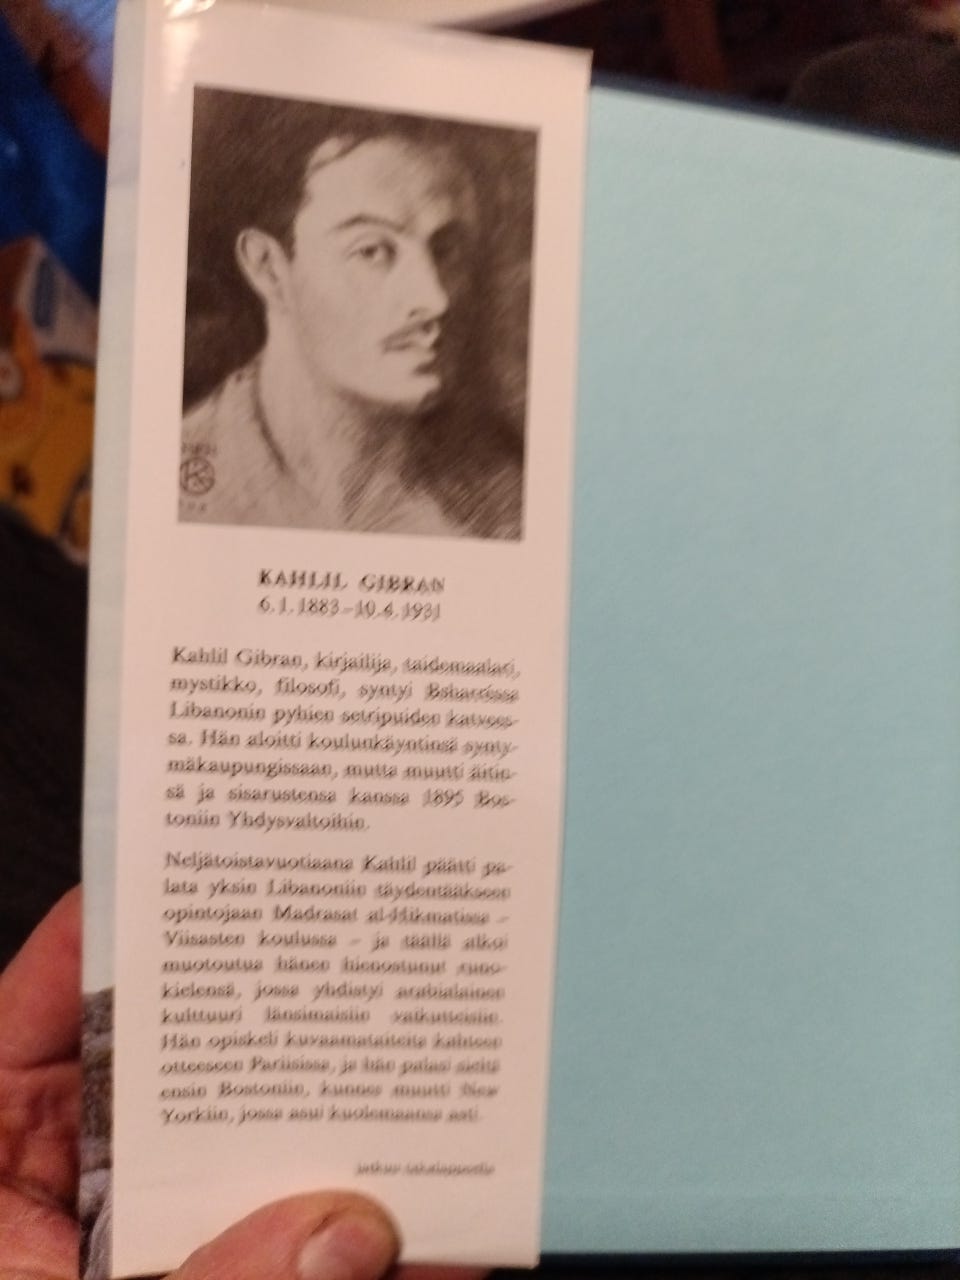 KAHLIL GIBRAN
6.1.1883–10.4.1931
Kahlil Gibran, kirjailija, taidemaalari,
mystikko, filosofi, syntyi Bsharrissa
Libanonin pyhien setripuiden katvees-
sa. Hän aloitti koulunkäyntinsä synty-
mäkaupungissaan, mutta muutti äitin-
sä ja sisarustensa kanssa 1895 Bos-
toniin Yhdysvaltoihin.
Neljätoistavuotiaana Kahlil päätti pa-
lata yksin Libanoniin täydentääkseen
opintojaan Madrasat al-Hikmatissa –
Viisasten koulussa – ja täällä alkoi
muotoutua hänen hienostunut runo-
kielensä, jossa yhdistyi arabialainen
kulttuuri länsimaisiin vaikutteisiin.
Hän opiskeli kuvaamataiteita kahteen
otteeseen Pariisissa, ja hän palasi sieltä
ensin Bostoniin, kunnes muutti New
Yorkiin, jossa asui kuolemaansa asti.
jatkuu takaliepeellä